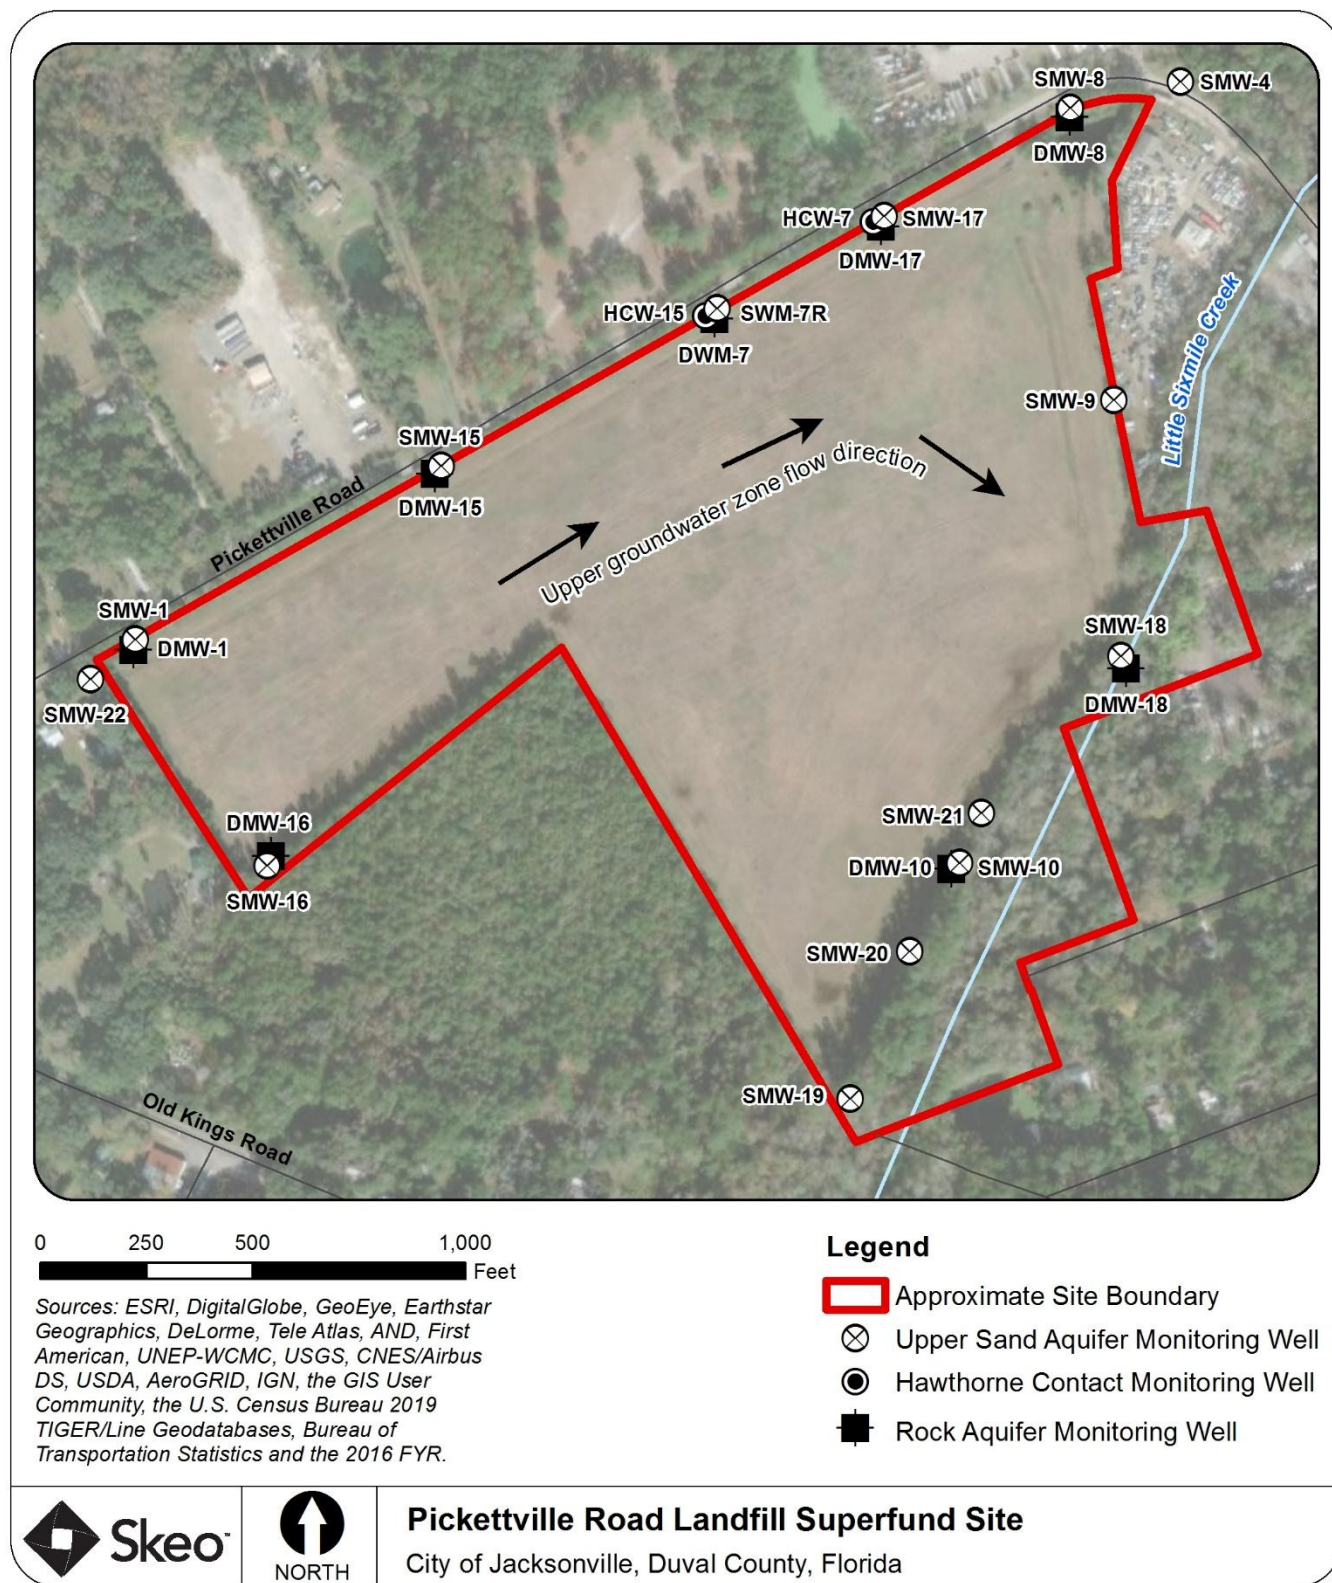 SMW-8
SMW-4
DMW-8
HCW-7
SMW-17
DMW-17
HCW-15
SWM-7R
DWM-7
Little Sixmile Creek
SMW-9
SMW-15
DMW-15
Pickettville Road
Upper groundwater zone flow direction
SMW-1
DMW-1
SMW-22
SMW-18
DMW-18
DMW-16
SMW-16
SMW-21
DMW-10
SMW-10
SMW-20
SMW-19
Old Kings Road
0 250 500 1,000
Feet
Sources: ESRI, DigitalGlobe, GeoEye, Earthstar
Geographics, DeLorme, Tele Atlas, AND, First
American, UNEP-WCMC, USGS, CNES/Airbus
DS, USDA, AeroGRID, IGN, the GIS User
Community, the U.S. Census Bureau 2019
TIGER/Line Geodatabases, Bureau of
Transportation Statistics and the 2016 FYR.
Legend
Approximate Site Boundary
Upper Sand Aquifer Monitoring Well
Hawthorne Contact Monitoring Well
Rock Aquifer Monitoring Well
Skeo™
NORTH
Pickettville Road Landfill Superfund Site
City of Jacksonville, Duval County, Florida